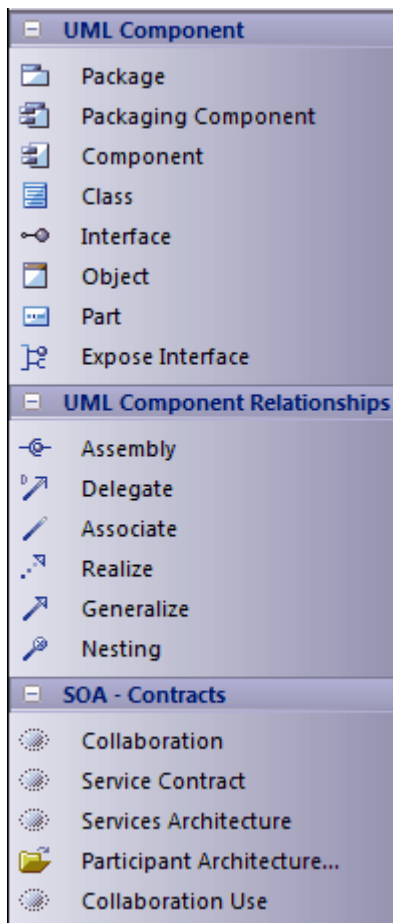 UML Component
Package
Packaging Component
Component
Class
Interface
Object
Part
Expose Interface
UML Component Relationships
Assembly
Delegate
Associate
Realize
Generalize
Nesting
SOA - Contracts
Collaboration
Service Contract
Services Architecture
Participant Architecture...
Collaboration Use